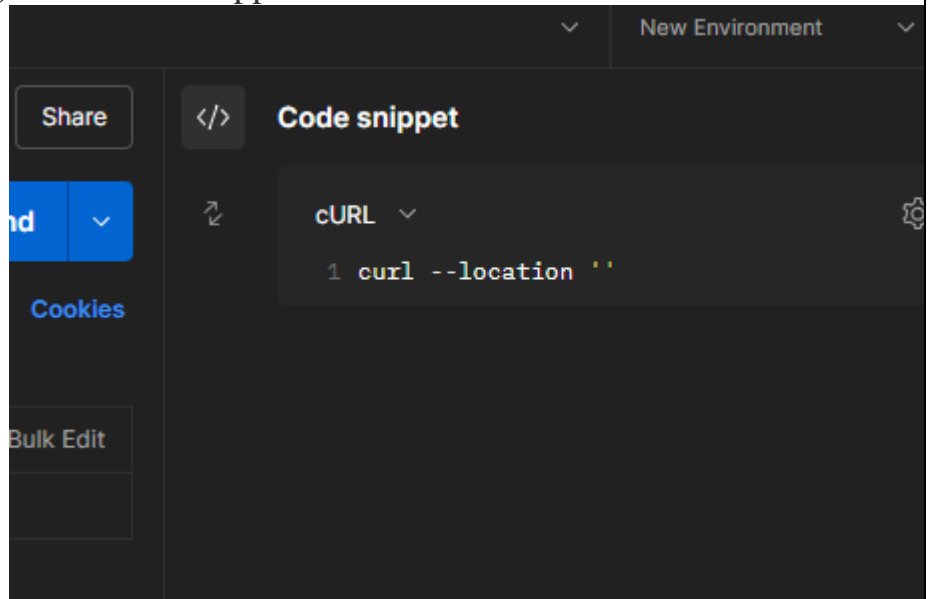 New Environment
Share
</> Code snippet
nd
cURL
1 curl --location ''
Cookies
Bulk Edit